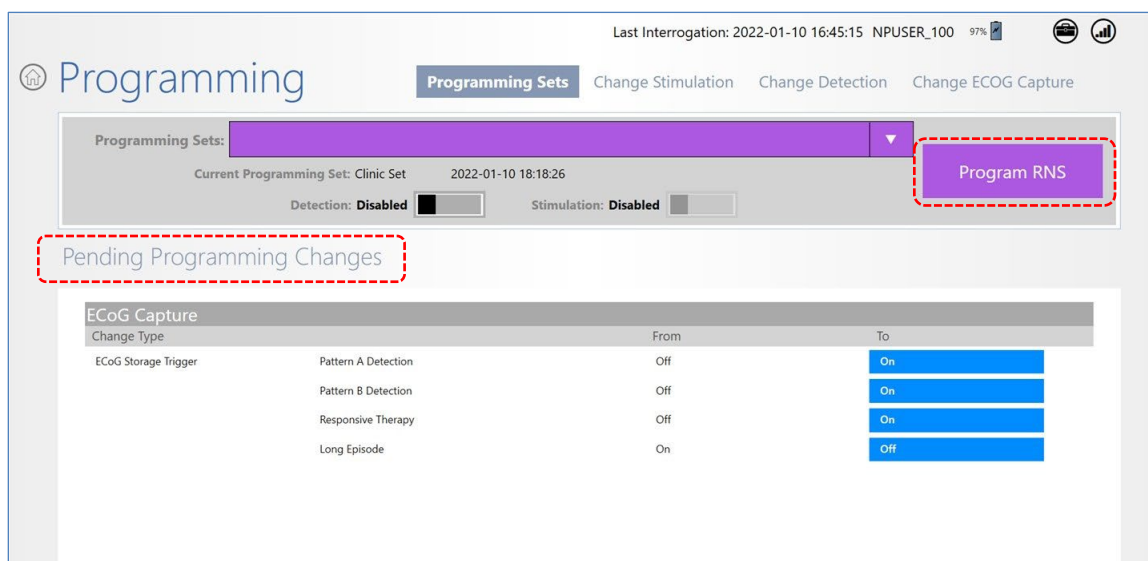 Last Interrogation: 2022-01-10 16:45:15 NPUSER_100 97%
Programming
Programming Sets Change Stimulation Change Detection Change ECOG Capture
Programming Sets:
Program RNS
Current Programming Set: Clinic Set 2022-01-10 18:18:26
Detection: Disabled Stimulation: Disabled
Pending Programming Changes
ECoG Capture
Change Type From To
ECoG Storage Trigger Pattern A Detection Off On
Pattern B Detection Off On
Responsive Therapy Off On
Long Episode On Off